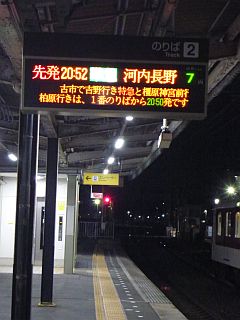 のりば 2
Track
先発 20:52 河内長野 7
古市で吉野行き特急と橿原神宮前行
柏原行きは、1番のりばから20:50発です